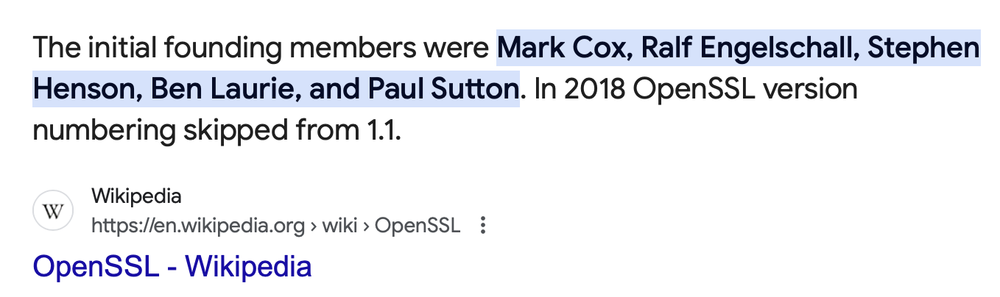 The initial founding members were Mark Cox, Ralf Engelschall, Stephen
Henson, Ben Laurie, and Paul Sutton. In 2018 OpenSSL version
numbering skipped from 1.1.
W
Wikipedia
https://en.wikipedia.org › wiki › OpenSSL
OpenSSL - Wikipedia